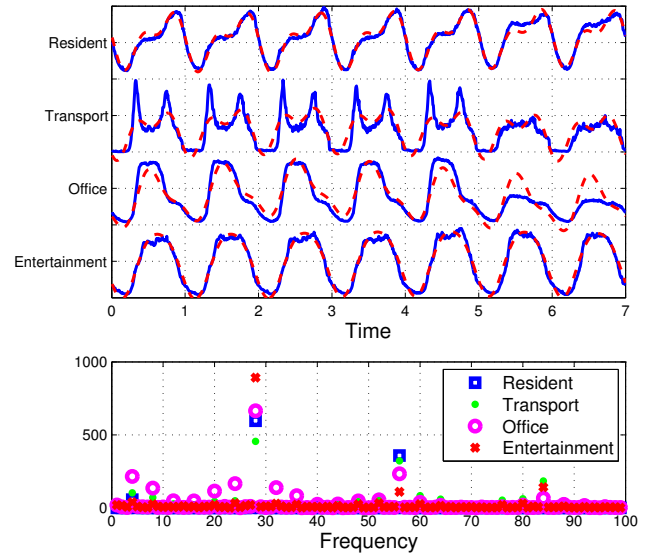 Resident
Transport
Office
Entertainment
0 1 2 3 4 5 6 7
Time
1000
500
0
Resident
Transport
Office
Entertainment
0 10 20 30 40 50 60 70 80 90 100
Frequency